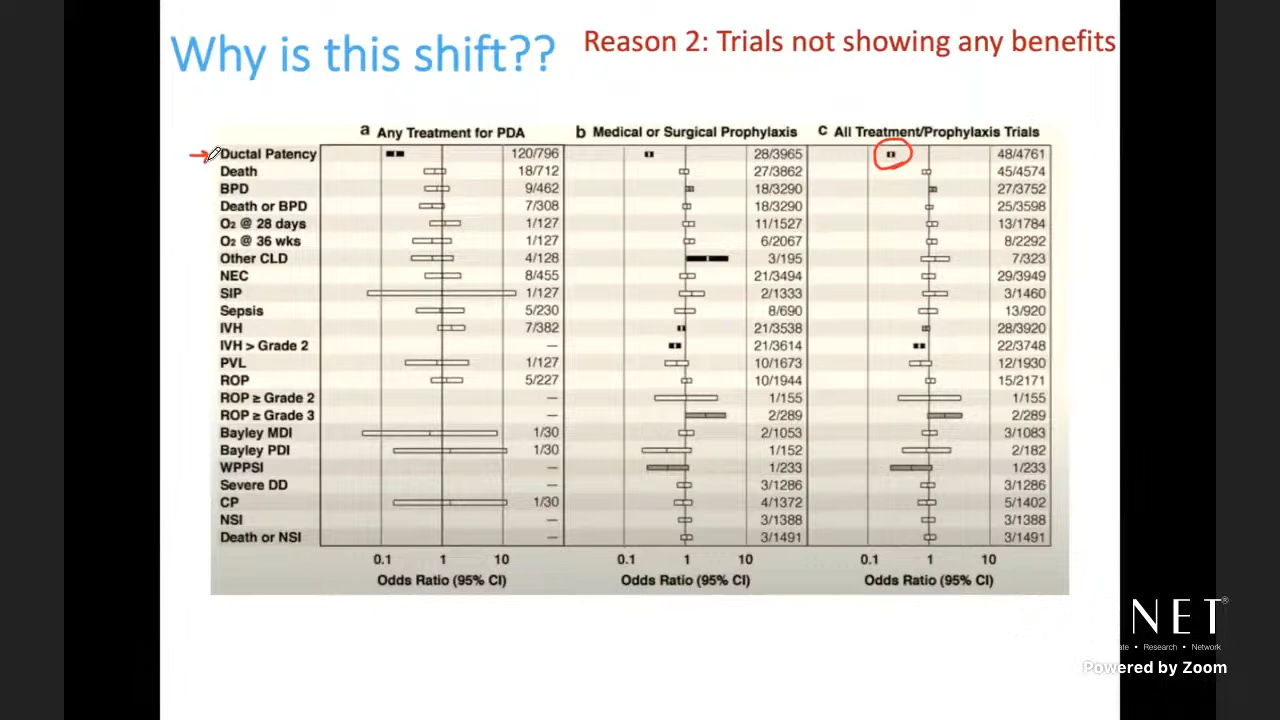 Why is this shift??
Reason 2: Trials not showing any benefits
a Any Treatment for PDA b Medical or Surgical Prophylaxis c All Treatment/Prophylaxis Trials
Ductal Patency 120/796 28/3965 48/4761
Death 18/712 27/3862 45/4574
BPD 9/462 18/3290 27/3752
Death or BPD 7/308 18/3290 25/3598
O₂ @ 28 days 1/127 11/1527 13/1784
O₂ @ 36 wks 1/127 6/2067 8/2292
Other CLD 4/128 3/195 7/323
NEC 8/455 21/3494 29/3949
SIP 1/127 2/1333 3/1460
Sepsis 5/230 8/690 13/920
IVH 7/382 21/3538 28/3920
IVH > Grade 2 — 21/3614 22/3748
PVL 1/127 10/1673 12/1930
ROP 5/227 10/1944 15/2171
ROP ≥ Grade 2 — 1/155 1/155
ROP ≥ Grade 3 — 2/289 2/289
Bayley MDI 1/30 2/1053 3/1083
Bayley PDI 1/30 1/152 2/182
WPPSI — 1/233 1/233
Severe DD — 3/1286 3/1286
CP 1/30 4/1372 5/1402
NSI — 3/1388 3/1388
Death or NSI — 3/1491 3/1491
0.1 1 10 0.1 1 10 0.1 1 10
Odds Ratio (95% CI) Odds Ratio (95% CI) Odds Ratio (95% CI)
NET®
• Research • Network
Powered by Zoom